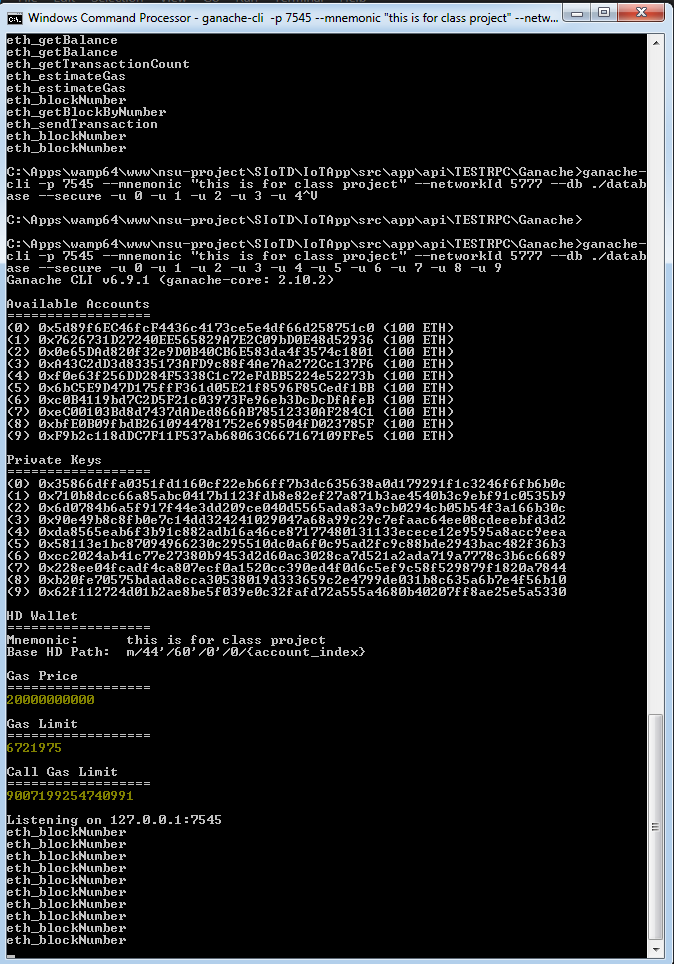 Windows Command Processor - ganache-cli -p 7545 --mnemonic "this is for class project" --netw...
eth_getBalance
eth_getBalance
eth_getTransactionCount
eth_estimateGas
eth_estimateGas
eth_blockNumber
eth_getBlockByNumber
eth_sendTransaction
eth_blockNumber
eth_blockNumber
C:\Apps\wamp64\www\nsu-project\SIoTD\IoTApp\src\app\api\TESTRPC\Ganache>ganache-
cli -p 7545 --mnemonic "this is for class project" --networkId 5777 --db ./datab
ase --secure -u 0 -u 1 -u 2 -u 3 -u 4^V
C:\Apps\wamp64\www\nsu-project\SIoTD\IoTApp\src\app\api\TESTRPC\Ganache>
C:\Apps\wamp64\www\nsu-project\SIoTD\IoTApp\src\app\api\TESTRPC\Ganache>ganache-
cli -p 7545 --mnemonic "this is for class project" --networkId 5777 --db ./datab
ase --secure -u 0 -u 1 -u 2 -u 3 -u 4 -u 5 -u 6 -u 7 -u 8 -u 9
Ganache CLI v6.9.1 (ganache-core: 2.10.2)
Available Accounts
==================
(0) 0x5d89f6EC46fcF4436c4173ce5e4df66d258751c0 (100 ETH)
(1) 0x7626731D27240EE565829A7E2C09bD0E48d52936 (100 ETH)
(2) 0x0e65DAd820f32e9D0B40CB6E583da4f3574c1801 (100 ETH)
(3) 0xA43C2dD3d8335173AFD9c88f4Ae7Aa272Cc137F6 (100 ETH)
(4) 0xf0e63f256DD284F5338C1c72eFdBB5224e52273b (100 ETH)
(5) 0x6bC5E9D47D175ffF361d05E21f8596F85Cedf1BB (100 ETH)
(6) 0xc0B4119bd7C2D5F21c03973Fe96eb3DcDcDfAfeB (100 ETH)
(7) 0xeC00103Bd8d7437dADed866AB78512330AF284C1 (100 ETH)
(8) 0xbfE0B09fbdB2610944781752e698504fD023785F (100 ETH)
(9) 0xF9b2c118dDC7F11F537ab68063C667167109FFe5 (100 ETH)
Private Keys
==================
(0) 0x35866dffa0351fd1160cf22eb66ff7b3dc635638a0d179291f1c3246f6fb6b0c
(1) 0x710b8dcc66a85abc0417b1123fdb8e82ef27a871b3ae4540b3c9ebf91c0535b9
(2) 0x6d0784b6a5f917f44e3dd209ce040d5565ada83a9cb0294cb05b54f3a166b30c
(3) 0x90e49b8c8fb0e7c14dd324241029047a68a99c29c7efaac64ee08cdeeebfd3d2
(4) 0xda8565eab6f3b91c882adb16a46ce87177480131133ecece12e9595a8acc9eea
(5) 0x58113e1bc87094966230c295510dc0a6f0c95ad2fc9c88bde2943bac482f36b3
(6) 0xcc2024ab41c77e27380b9453d2d60ac3028ca7d521a2ada719a7778c3b6c6689
(7) 0x228ee04fcadf4ca807ecf0a1520cc390ed4f0d6c5ef9c58f529879f1820a7844
(8) 0xb20fe70575bdada8cca30538019d333659c2e4799de031b8c635a6b7e4f56b10
(9) 0x62f112724d01b2ae8be5f039e0c32fafd72a555a4680b40207ff8ae25e5a5330
HD Wallet
==================
Mnemonic:      this is for class project
Base HD Path:  m/44'/60'/0'/0/{account_index}
Gas Price
==================
20000000000
Gas Limit
==================
6721975
Call Gas Limit
==================
9007199254740991
Listening on 127.0.0.1:7545
eth_blockNumber
eth_blockNumber
eth_blockNumber
eth_blockNumber
eth_blockNumber
eth_blockNumber
eth_blockNumber
eth_blockNumber
eth_blockNumber
eth_blockNumber